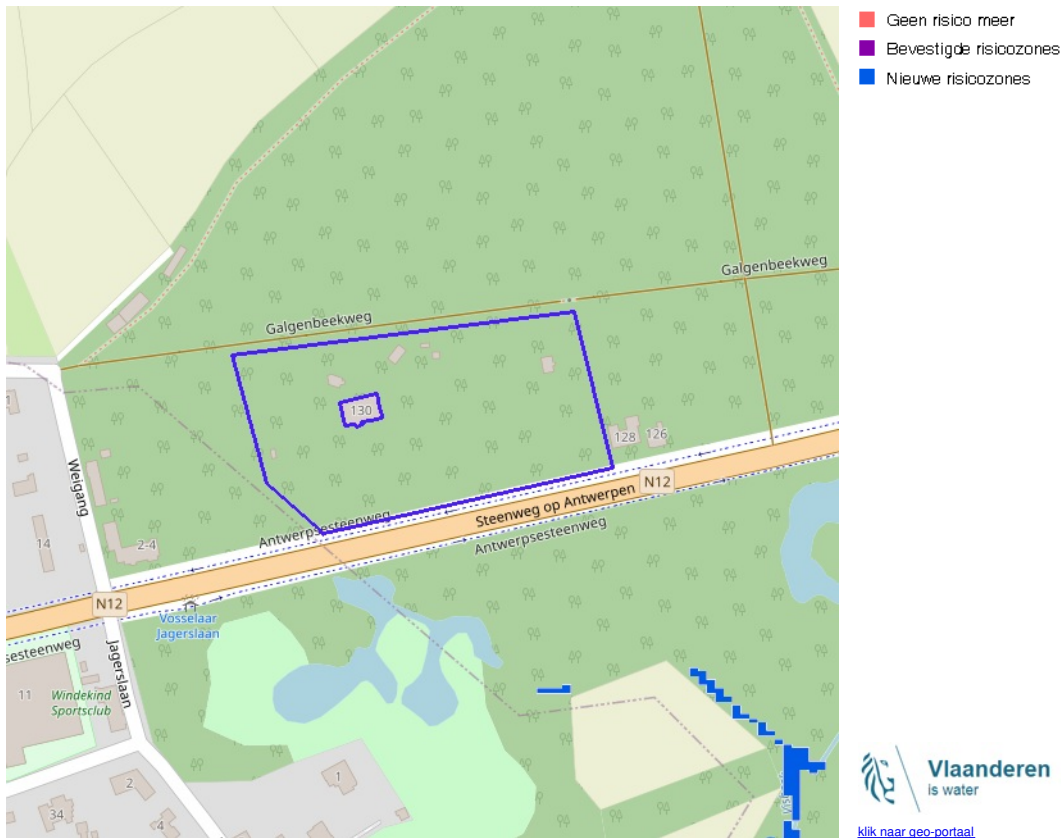 Geen risico meer
Bevestigde risicozones
Nieuwe risicozones
Galgenbeekweg
Galgenbeekweg
130
128
126
N12
Steenweg op Antwerpen
Antwerpsesteenweg
Antwerpsesteenweg
Weigang
14
2-4
N12
Vosselaar
Jagerslaan
sesteenweg
Jagerslaan
11
Windekind
Sportsclub
2
1
34
4
Vlaanderen
is water
klik naar geo-portaal